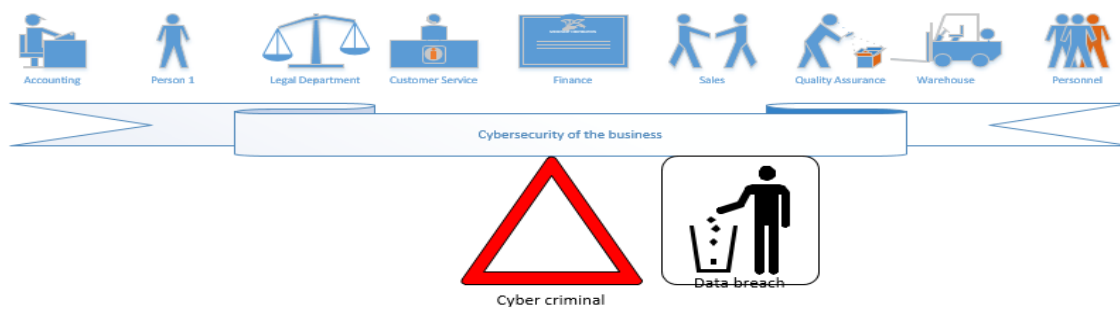 Accounting
Person 1
Legal Department
Customer Service
Finance
Sales
Quality Assurance
Warehouse
Personnel
Cybersecurity of the business
Data breach
Cyber criminal